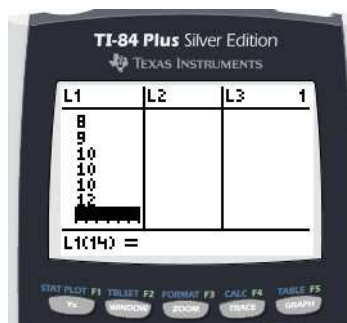 TI-84 Plus Silver Edition
TEXAS INSTRUMENTS
L1 L2 L3 1
8
9
10
10
10
12
L1(14) =
STAT PLOT F1 TBLSET F2 FORMAT F3 CALC F4 TABLE F5
Y= WINDOW ZOOM TRACE GRAPH